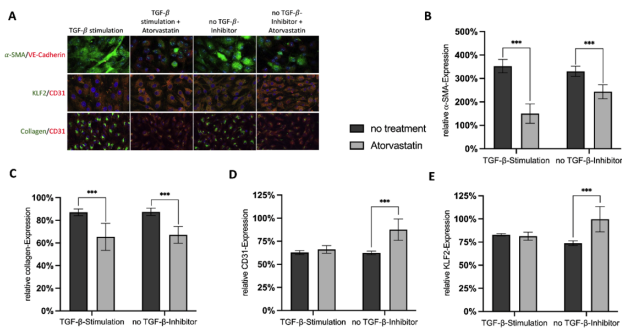 A
TGF-β stimulation
TGF-β
stimulation +
Atorvastatin
no TGF-β-
Inhibitor
no TGF-β-
Inhibitor +
Atorvastatin
α-SMA/VE-Cadherin
KLF2/CD31
Collagen/CD31
B
relative α-SMA-Expression
500%
400%
300%
200%
100%
0%
***
***
TGF-β-Stimulation
no TGF-β-Inhibitor
no treatment
Atorvastatin
C
relative collagen-Expression
100%
80%
60%
40%
20%
0%
***
***
TGF-β-Stimulation
no TGF-β-Inhibitor
D
relative CD31-Expression
125%
100%
75%
50%
25%
0%
***
TGF-β-Stimulation
no TGF-β-Inhibitor
E
relative KLF2-Expression
125%
100%
75%
50%
25%
0%
***
TGF-β-Stimulation
no TGF-β-Inhibitor